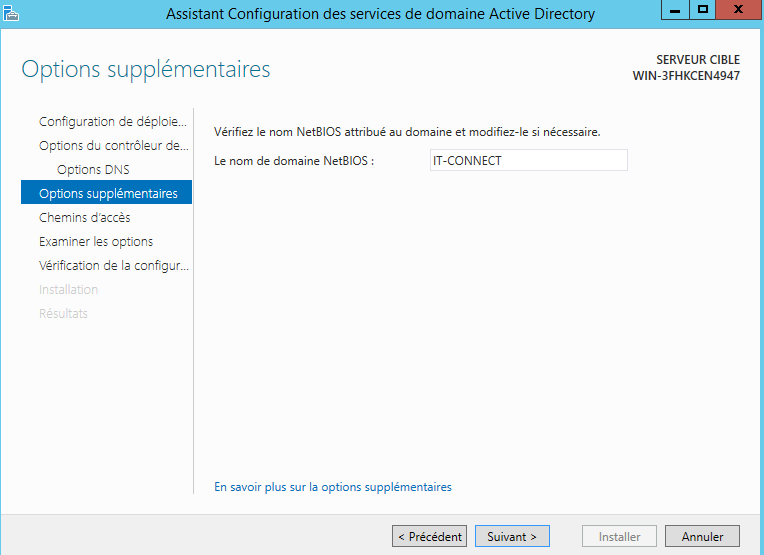 Assistant Configuration des services de domaine Active Directory
Options supplémentaires
SERVEUR CIBLE
WIN-3FHKCEN4947
Configuration de déploie...
Options du contrôleur de...
Options DNS
Options supplémentaires
Chemins d'accès
Examiner les options
Vérification de la configur...
Installation
Résultats
Vérifiez le nom NetBIOS attribué au domaine et modifiez-le si nécessaire.
Le nom de domaine NetBIOS : IT-CONNECT
En savoir plus sur la options supplémentaires
< Précédent Suivant > Installer Annuler